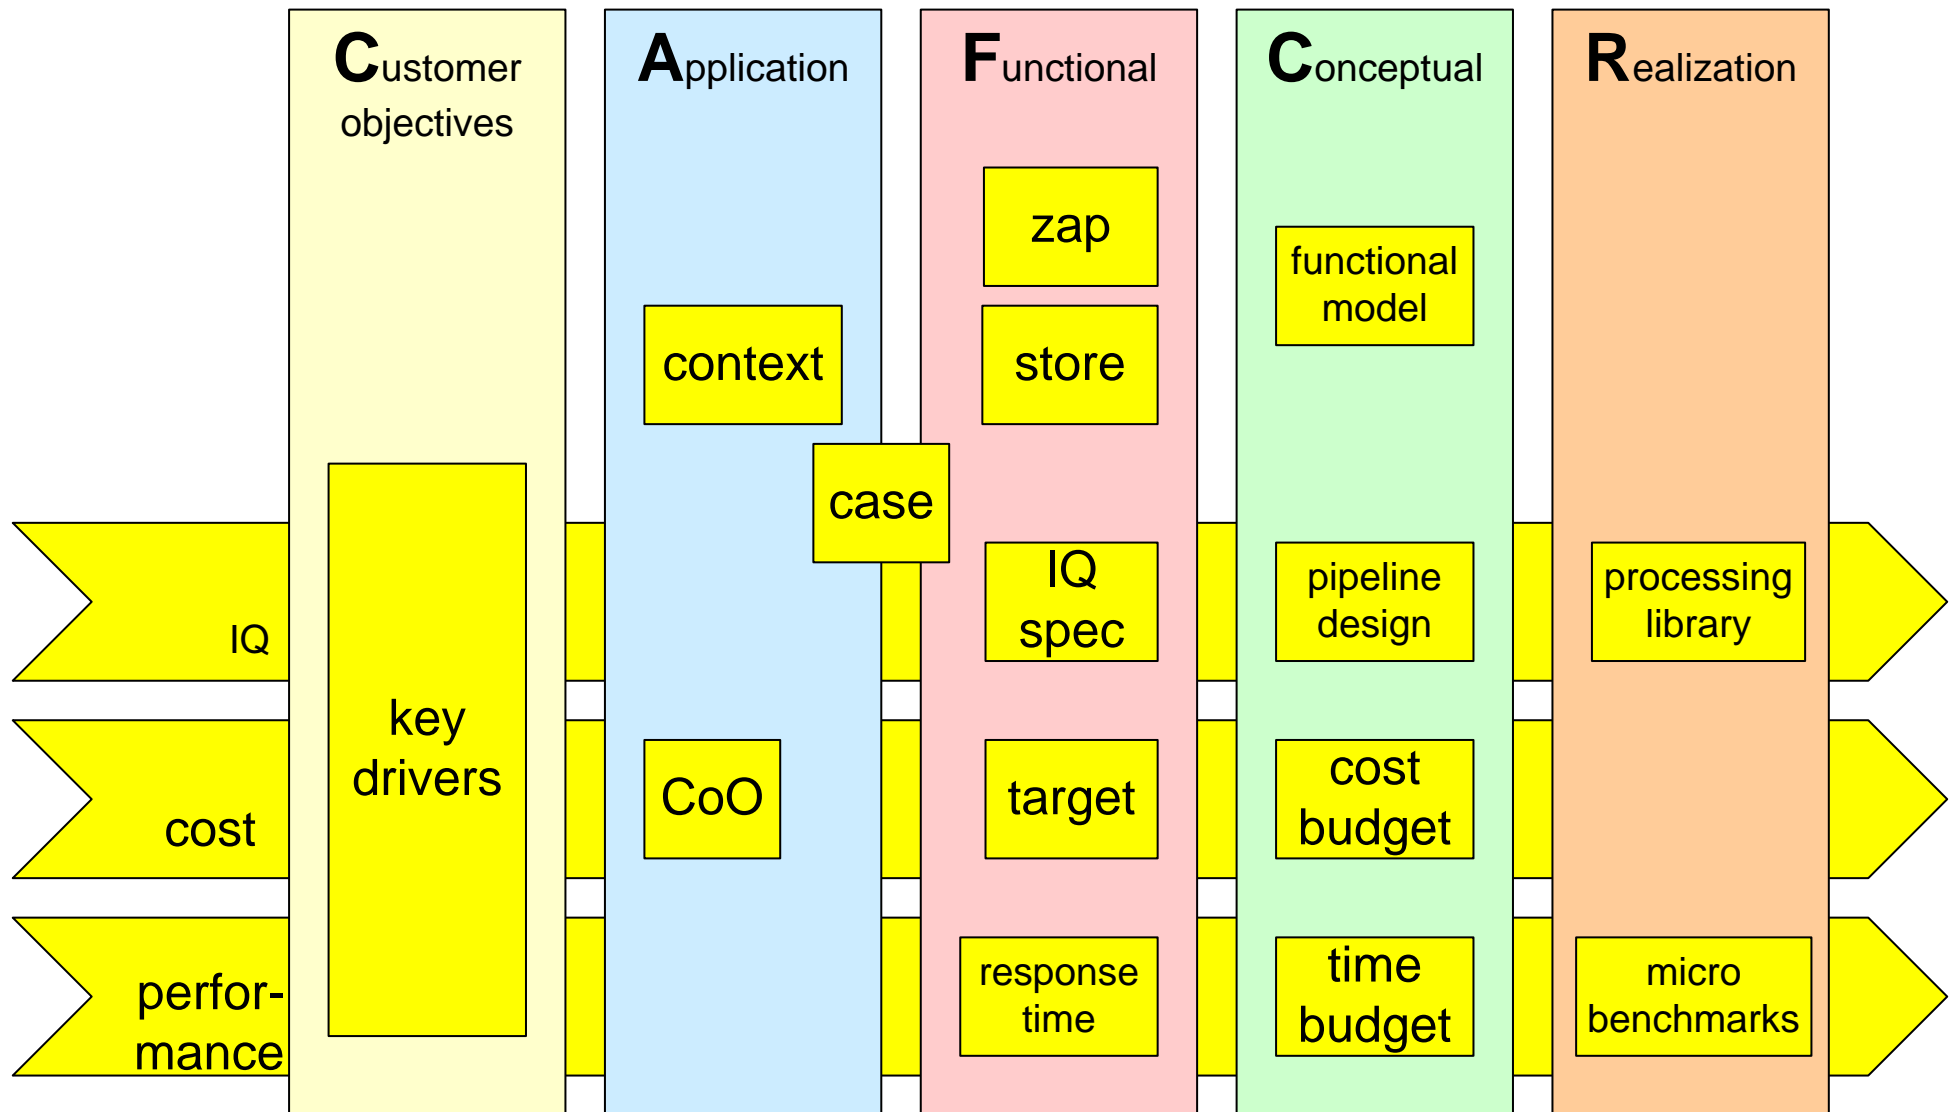 Customer
objectives
Application
Functional
Conceptual
Realization
zap
functional
model
context
store
case
IQ
key
drivers
IQ
spec
pipeline
design
processing
library
cost
CoO
target
cost
budget
perfor-
mance
response
time
time
budget
micro
benchmarks